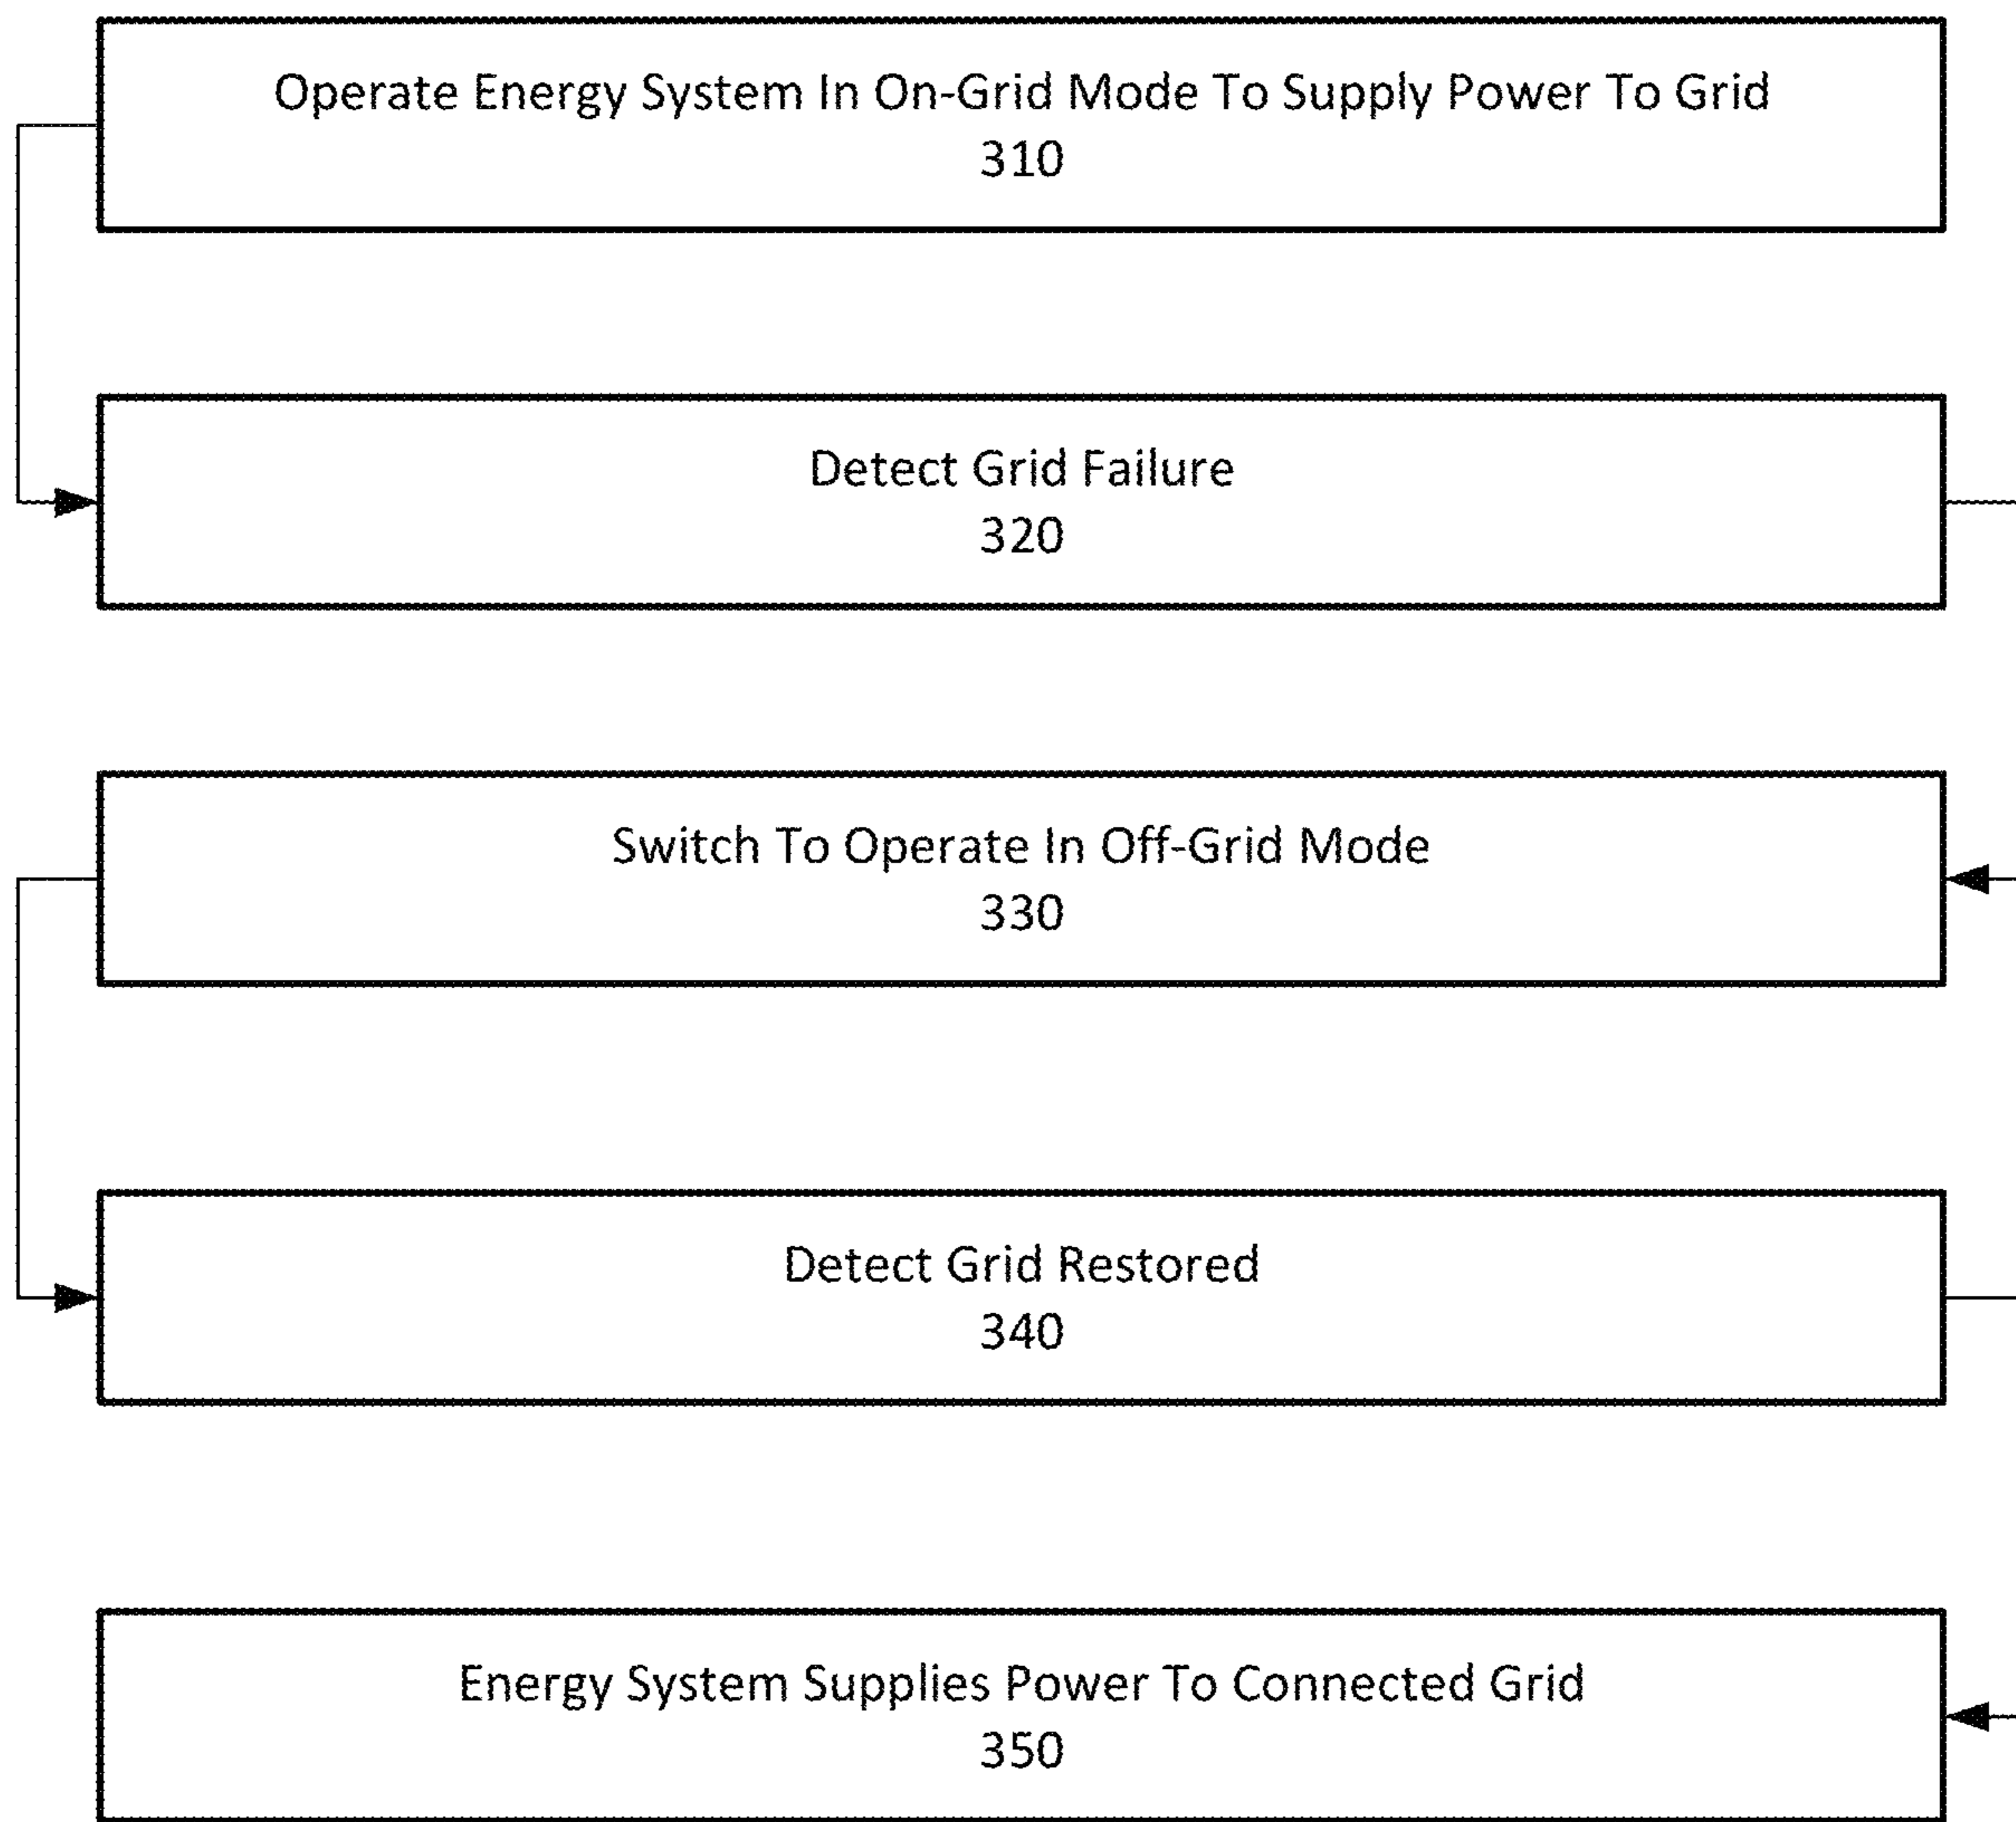 Operate Energy System In On-Grid Mode To Supply Power To Grid
310
Detect Grid Failure
320
Switch To Operate In Off-Grid Mode
330
Detect Grid Restored
340
Energy System Supplies Power To Connected Grid
350